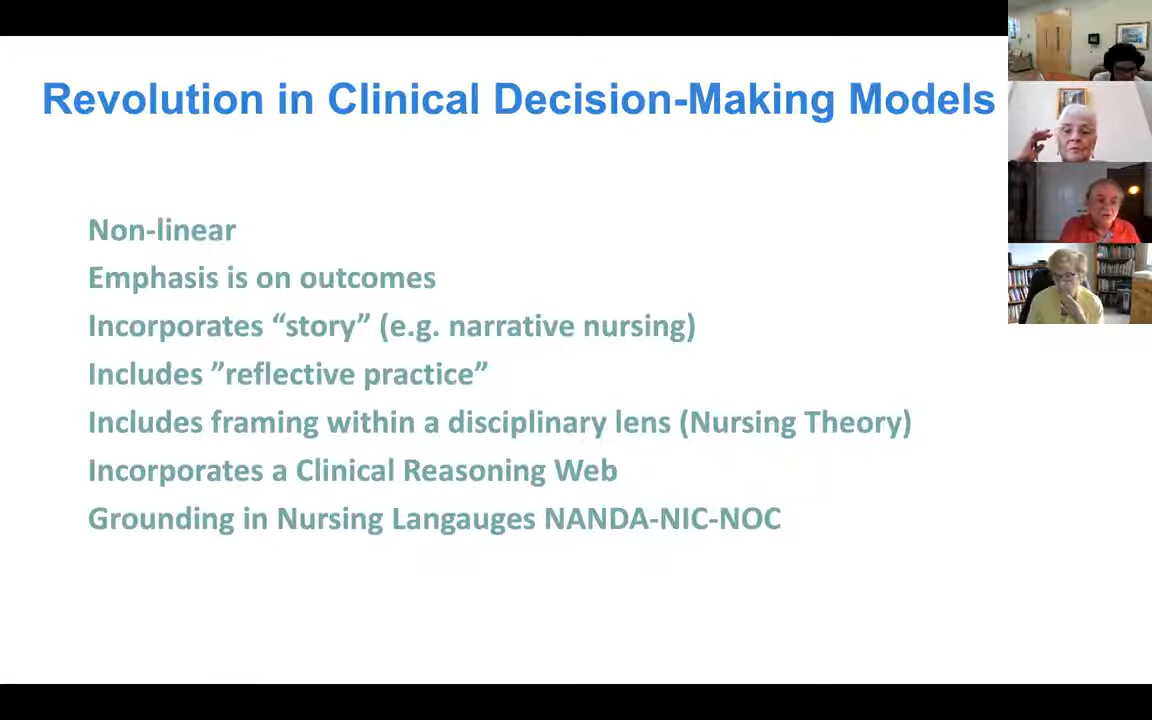 Revolution in Clinical Decision-Making Models
Non-linear
Emphasis is on outcomes
Incorporates “story” (e.g. narrative nursing)
Includes ”reflective practice”
Includes framing within a disciplinary lens (Nursing Theory)
Incorporates a Clinical Reasoning Web
Grounding in Nursing Langauges NANDA-NIC-NOC